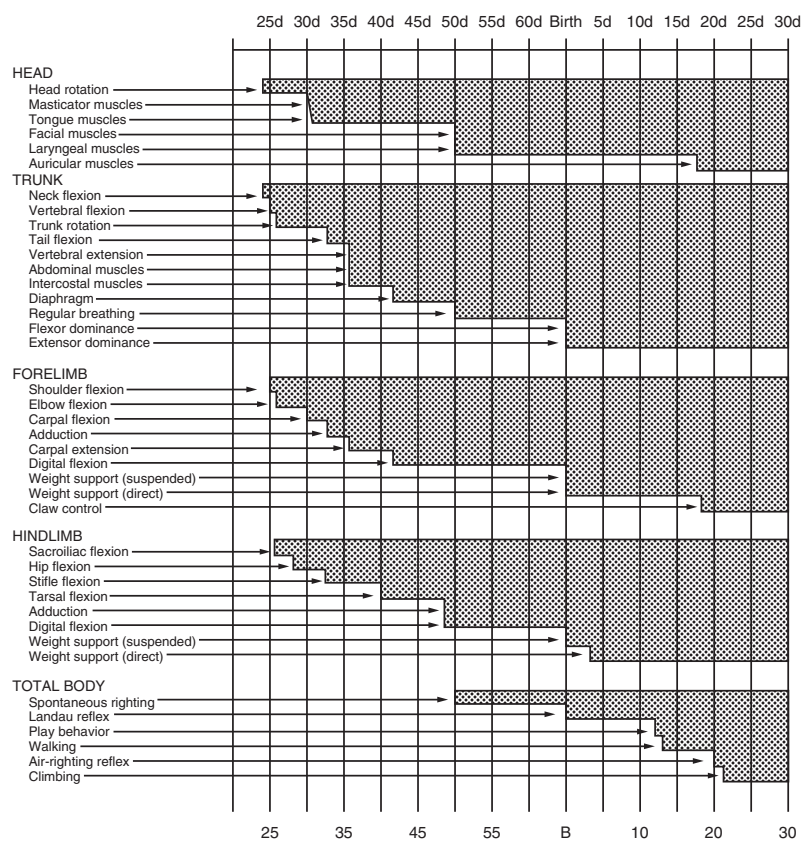 25d 30d 35d 40d 50d 55d 60d Birth 5d 10d 15d 20d 25d 30d
HEAD
Head rotation
Masticator muscles
Tongue muscles
Facial muscles
Laryngeal muscles
Auricular muscles
TRUNK
Neck flexion
Vertebral flexion
Trunk rotation
Tail flexion
Vertebral extension
Abdominal muscles
Intercostal muscles
Diaphragm
Regular breathing
Flexor dominance
Extensor dominance
FORELIMB
Shoulder flexion
Elbow flexion
Carpal flexion
Adduction
Carpal extension
Digital flexion
Weight support (suspended)
Weight support (direct)
Claw control
HINDLIMB
Sacroiliac flexion
Hip flexion
Stifle flexion
Tarsal flexion
Adduction
Digital flexion
Weight support (suspended)
Weight support (direct)
TOTAL BODY
Spontaneous righting
Landau reflex
Play behavior
Walking
Air-righting reflex
Climbing
25 35 45 55 B 10 20 30